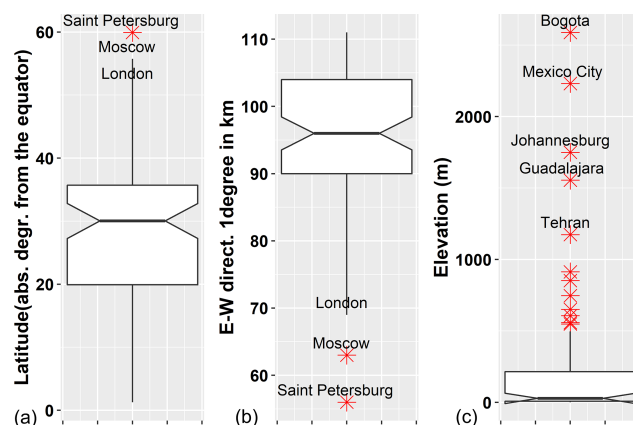 Latitude(abs. degr. from the equator)
60
40
20
0
Saint Petersburg
Moscow
London
(a)
E-W direct. 1degree in km
110
100
90
80
70
60
London
Moscow
Saint Petersburg
(b)
Elevation (m)
2000
1000
0
Bogota
Mexico City
Johannesburg
Guadalajara
Tehran
(c)